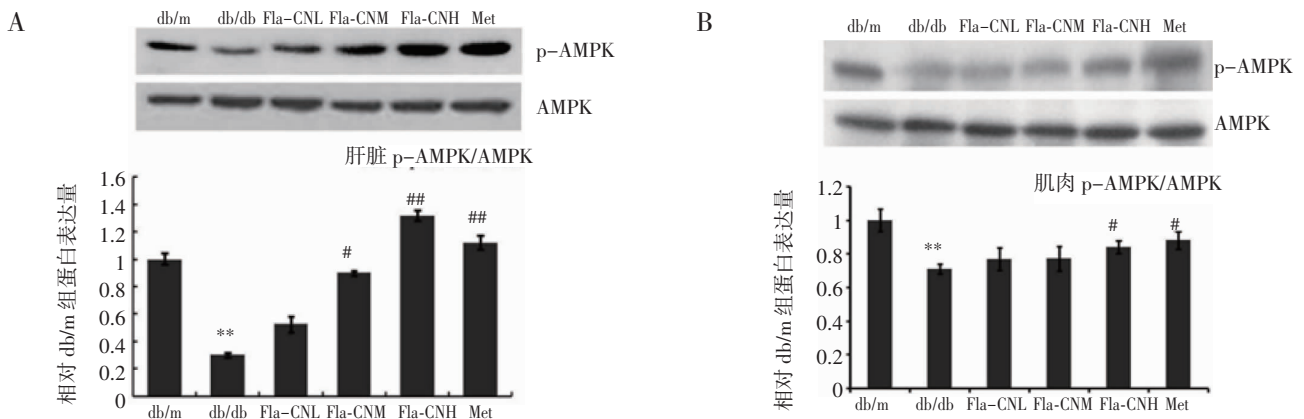 A
db/m db/db Fla-CNL Fla-CNM Fla-CNH Met
p-AMPK
AMPK
肝脏 p-AMPK/AMPK
相对 db/m 组蛋白表达量
1.6
1.4
1.2
1
0.8
0.6
0.4
0.2
0
**
#
##
##
db/m db/db Fla-CNL Fla-CNM Fla-CNH Met
B
db/m db/db Fla-CNL Fla-CNM Fla-CNH Met
p-AMPK
AMPK
肌肉 p-AMPK/AMPK
相对 db/m 组蛋白表达量
1.2
1
0.8
0.6
0.4
0.2
0
**
#
#
db/m db/db Fla-CNL Fla-CNM Fla-CNH Met